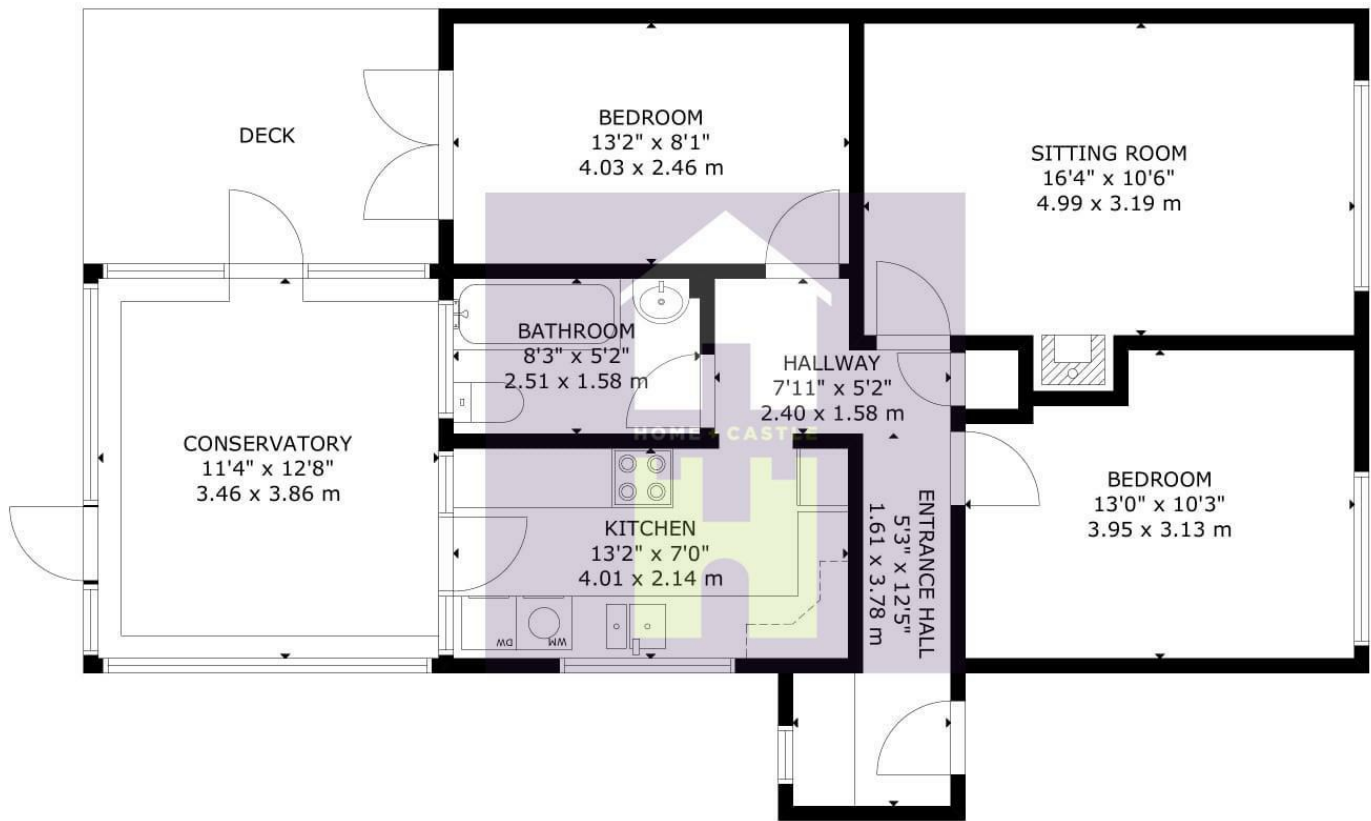 DECK
BEDROOM
13'2" x 8'1"
4.03 x 2.46 m
SITTING ROOM
16'4" x 10'6"
4.99 x 3.19 m
BATHROOM
8'3" x 5'2"
2.51 x 1.58 m
HALLWAY
7'11" x 5'2"
2.40 x 1.58 m
HOME + CASTLE
CONSERVATORY
11'4" x 12'8"
3.46 x 3.86 m
KITCHEN
13'2" x 7'0"
4.01 x 2.14 m
DW
WM
ENTRANCE HALL
5'3" x 12'5"
1.61 x 3.78 m
BEDROOM
13'0" x 10'3"
3.95 x 3.13 m